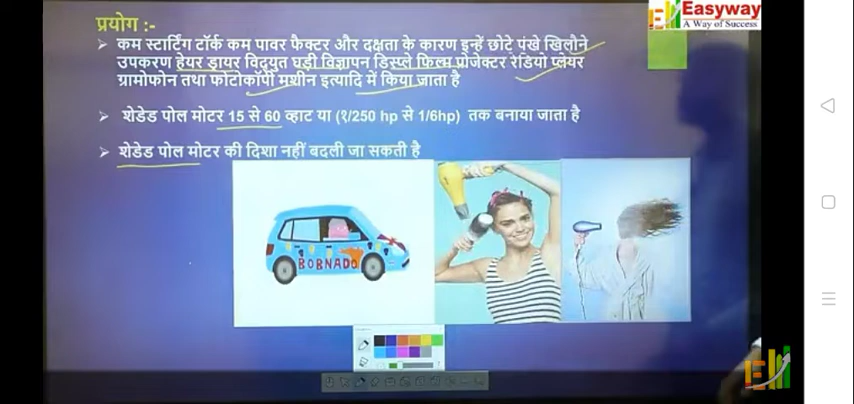 प्रयोग :-
Easyway
A Way of Success
➢ कम स्टार्टिंग टॉर्क कम पावर फैक्टर और दक्षता के कारण इन्हें छोटे पंखे खिलौने
उपकरण हेयर ड्रायर विद्युत घड़ी विज्ञापन डिस्प्ले फिल्म प्रोजेक्टर रेडियो प्लेयर
ग्रामोफोन तथा फोटोकॉपी मशीन इत्यादि में किया जाता है
➢ शेडेड पोल मोटर 15 से 60 व्हाट या (१/250 hp से 1/6hp) तक बनाया जाता है
➢ शेडेड पोल मोटर की दिशा नहीं बदली जा सकती है
BOBNADO